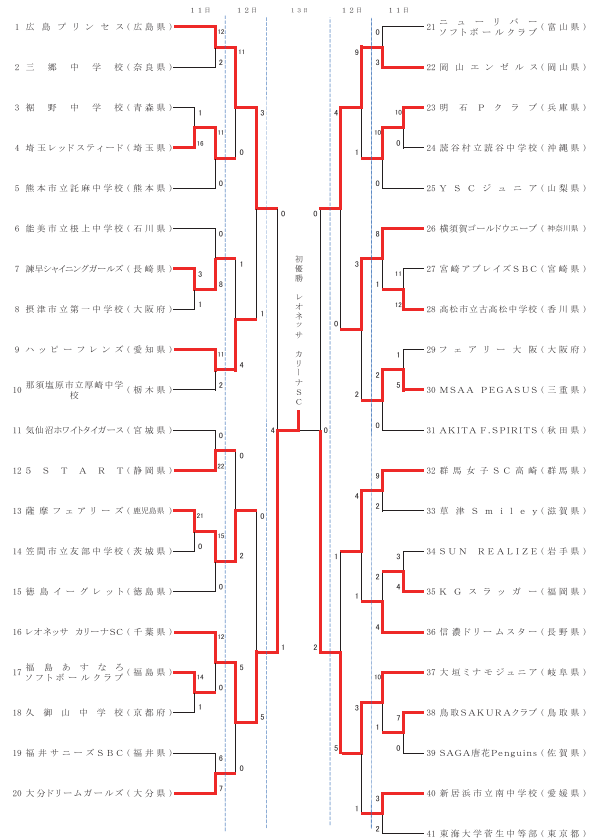 11日 12日 13日 12日 11日
1 広島プリンセス(広島県)
2 三郷中学校(奈良県)
3 裾野中学校(青森県)
4 埼玉レッドスティード(埼玉県)
5 熊本市立託麻中学校(熊本県)
6 能美市立根上中学校(石川県)
7 諫早シャイニングガールズ(長崎県)
8 摂津市立第一中学校(大阪府)
9 ハッピーフレンズ(愛知県)
10 那須塩原市立厚崎中学
校(栃木県)
11 気仙沼ホワイトタイガース(宮城県)
12 5START(静岡県)
13 薩摩フェアリーズ(鹿児島県)
14 笠間市立友部中学校(茨城県)
15 徳島イーグレット(徳島県)
16 レオネッサ カリーナSC(千葉県)
17 福島あすなろ
ソフトボールクラブ(福島県)
18 久御山中学校(京都府)
19 福井サニーズSBC(福井県)
20 大分ドリームガールズ(大分県)
12
2
11
1
16
11
0
0
3
3
1
8
1
11
2
4
1
0
0
22
0
21
0
15
0
2
0
12
14
1
0
5
6
7
0
5
4
1
初優勝 レオネッサ カリーナSC
0
2
21 ニューリバー
ソフトボールクラブ(富山県)
22 岡山エンゼルス(岡山県)
23 明石Pクラブ(兵庫県)
24 読谷村立読谷中学校(沖縄県)
25 YSCジュニア(山梨県)
26 横須賀ゴールドウエーブ(神奈川県)
27 宮崎アブレイズSBC(宮崎県)
28 高松市立古高松中学校(香川県)
29 フェアリー大阪(大阪府)
30 MSAA PEGASUS(三重県)
31 AKITA F.SPIRITS(秋田県)
32 群馬女子SC高崎(群馬県)
33 草津Smiley(滋賀県)
34 SUN REALIZE(岩手県)
35 KGスラッガー(福岡県)
36 信濃ドリームスター(長野県)
37 大垣ミナモジュニア(岐阜県)
38 鳥取SAKURAクラブ(鳥取県)
39 SAGA唐花Penguins(佐賀県)
40 新居浜市立南中学校(愛媛県)
41 東海大学菅生中等部(東京都)
0
3
9
10
0
10
0
1
4
8
11
12
1
3
1
5
2
0
2
0
9
2
4
3
4
2
4
1
1
10
7
0
1
3
3
2
1
5